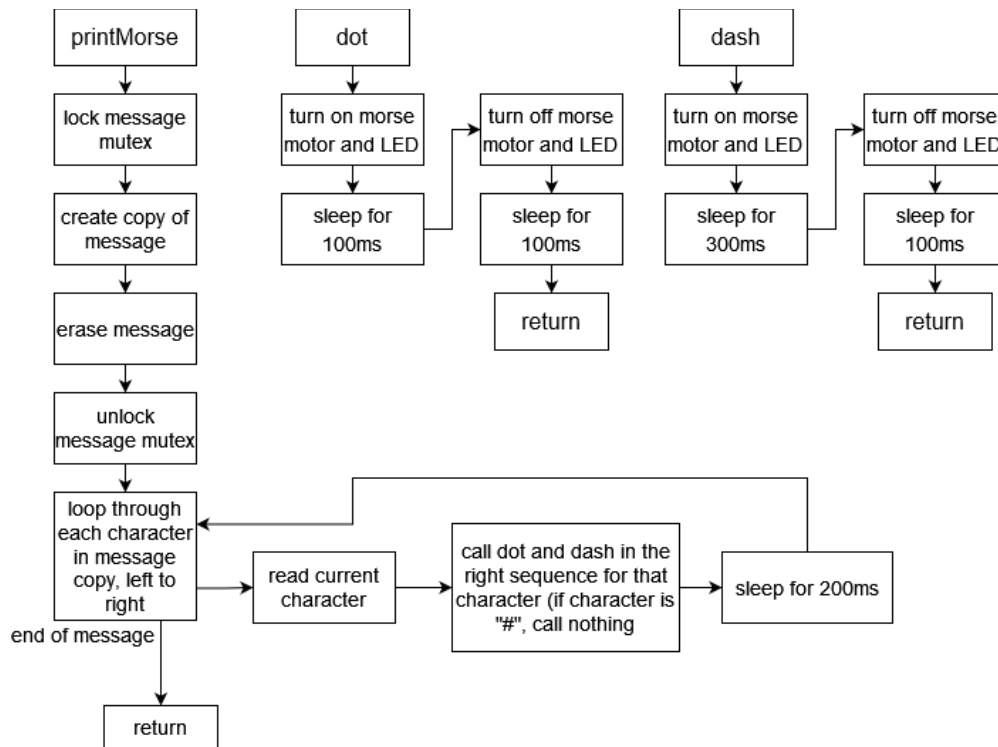 printMorse
lock message
mutex
create copy of
message
erase message
unlock
message mutex
loop through
each character
in message
copy, left to
right
end of message
return
read current
character
call dot and dash in the
right sequence for that
character (if character is
"#", call nothing
sleep for 200ms
dot
turn on morse
motor and LED
sleep for
100ms
turn off morse
motor and LED
sleep for
100ms
return
dash
turn on morse
motor and LED
sleep for
300ms
turn off morse
motor and LED
sleep for
100ms
return